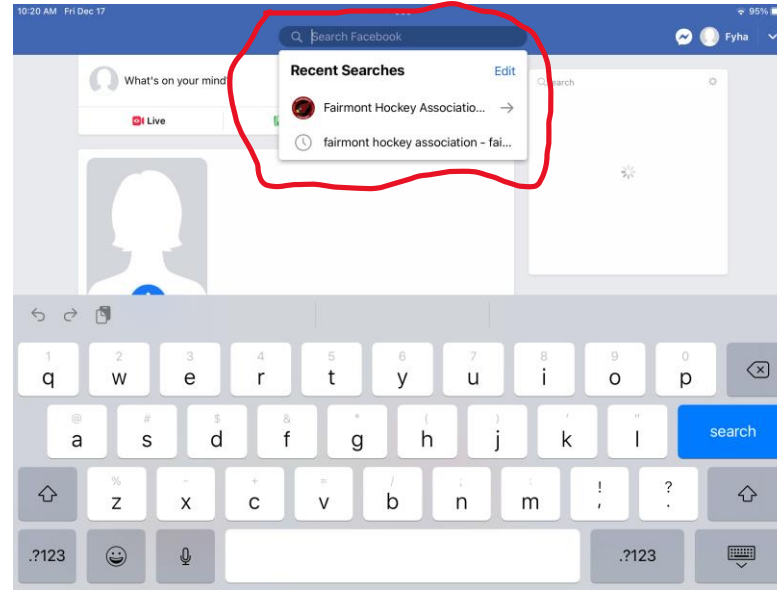 10:20 AM Fri Dec 17
95%
Search Facebook
Fyha
What's on your mind?
Recent Searches
Edit
Search
Live
Fairmont Hockey Associatio...
fairmont hockey association - fai...
1 2 3 4 5 6 7 8 9 0
q w e r t y u i o p
@ # $ & * ( ) ' "
a s d f g h j k l search
% - + = / ; : ! ?
z x c v b n m , .
.?123 .?123